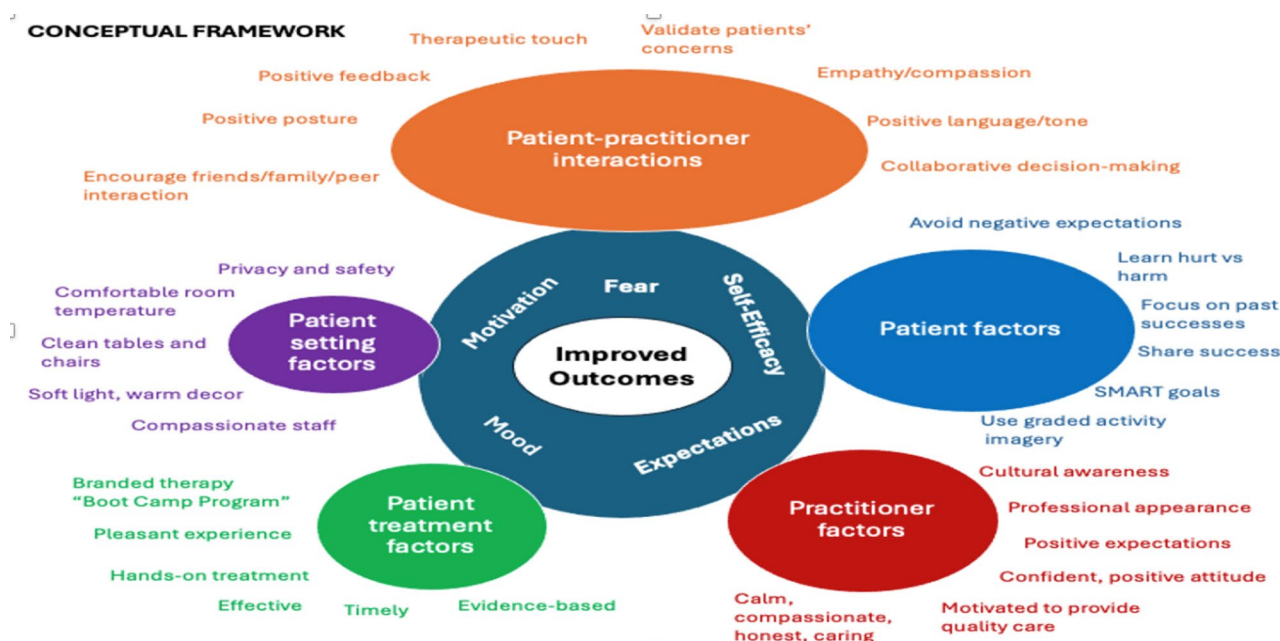 CONCEPTUAL FRAMEWORK
Therapeutic touch
Validate patients'
concerns
Positive feedback
Empathy/compassion
Positive posture
Positive language/tone
Encourage friends/family/peer
interaction
Collaborative decision-making
Patient-practitioner
interactions
Avoid negative expectations
Learn hurt vs
harm
Focus on past
successes
Share success
SMART goals
Use graded activity
imagery
Patient factors
Privacy and safety
Comfortable room
temperature
Clean tables and
chairs
Soft light, warm decor
Compassionate staff
Patient
setting
factors
Motivation
Fear
Self-Efficacy
Improved
Outcomes
Mood
Expectations
Branded therapy
“Boot Camp Program”
Pleasant experience
Hands-on treatment
Effective
Timely
Evidence-based
Patient
treatment
factors
Practitioner
factors
Cultural awareness
Professional appearance
Positive expectations
Confident, positive attitude
Motivated to provide
quality care
Calm,
compassionate,
honest, caring